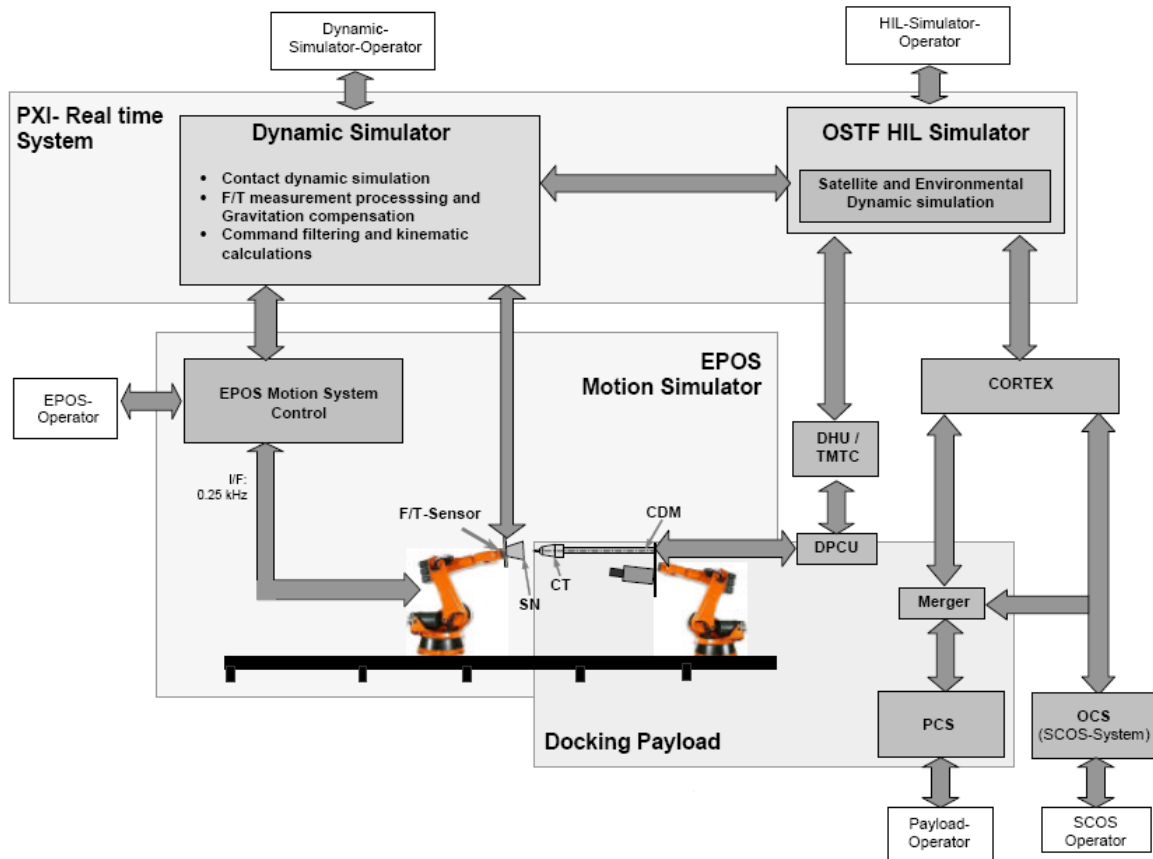 Dynamic-
Simulator-Operator
HIL-Simulator-
Operator
PXI- Real time
System
Dynamic Simulator
• Contact dynamic simulation
• F/T measurement processsing and
Gravitation compensation
• Command filtering and kinematic
calculations
OSTF HIL Simulator
Satellite and Environmental
Dynamic simulation
EPOS
Motion Simulator
EPOS Motion System
Control
EPOS-
Operator
CORTEX
DHU /
TMTC
I/F:
0.25 kHz
F/T-Sensor
CDM
DPCU
CT
SN
Merger
PCS
OCS
(SCOS-System)
Docking Payload
Payload-
Operator
SCOS
Operator